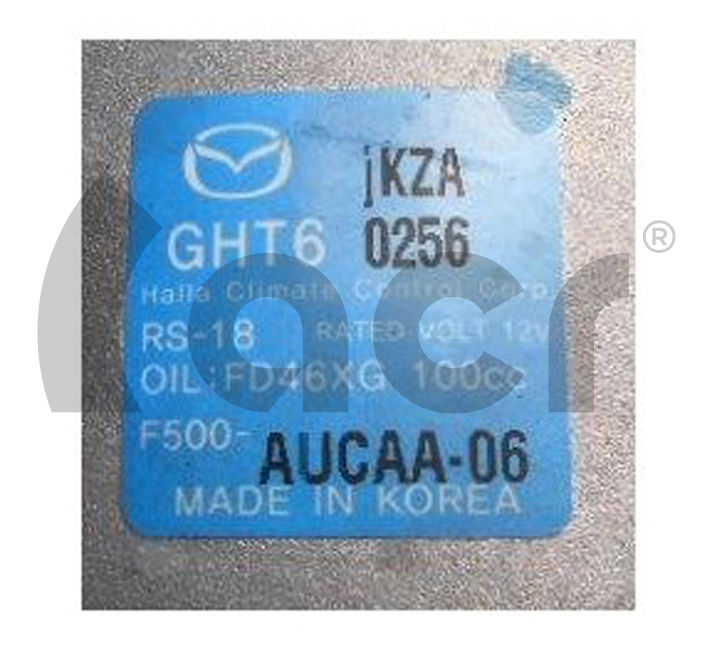 jKZA
GHT6 0256
Halla Climate Control Corp.
RS-18 RATED VOLT 12V
OIL:FD46XG 100cc
F500-AUCAA-06
MADE IN KOREA
acr®